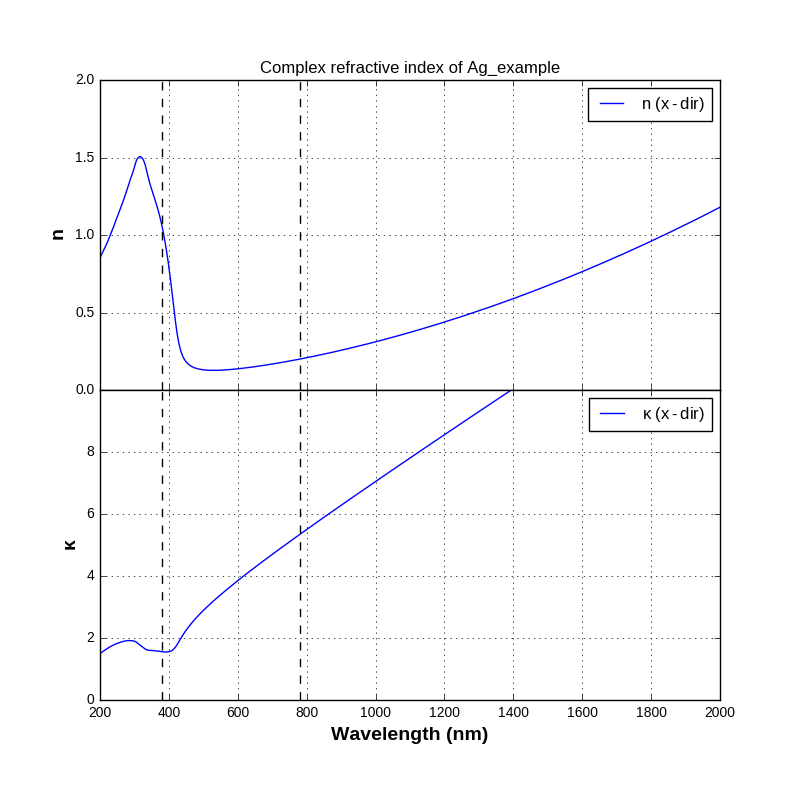 Complex refractive index of Ag_example
2.0
n (x-dir)
1.5
1.0
n
0.5
0.0
κ (x-dir)
8
6
κ
4
2
0
200 400 600 800 1000 1200 1400 1600 1800 2000
Wavelength (nm)